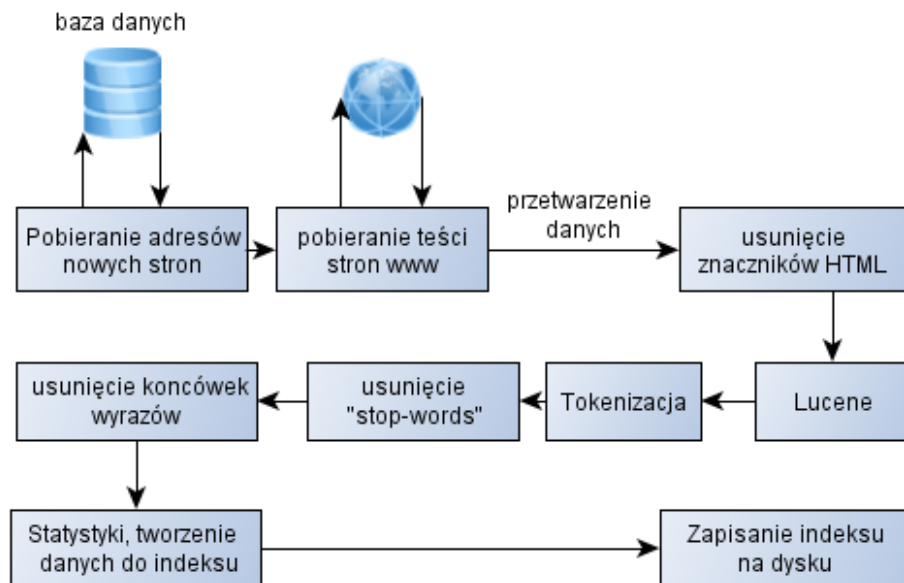 baza danych
Pobieranie adresów
nowych stron
pobieranie teści
stron www
przetwarzenie
danych
usunięcie
znaczników HTML
usunięcie koncówek
wyrazów
usunięcie
"stop-words"
Tokenizacja
Lucene
Statystyki, tworzenie
danych do indeksu
Zapisanie indeksu
na dysku